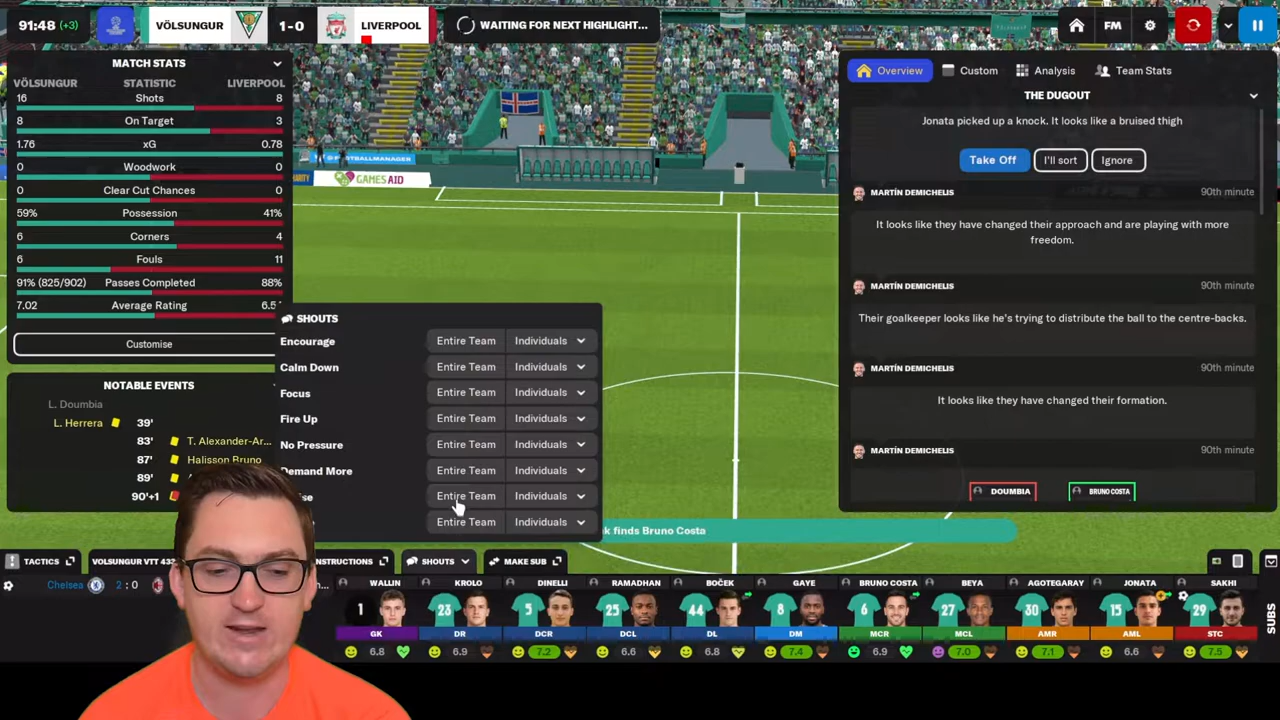 91:48 (+3)
VÖLSUNGUR
1-0
LIVERPOOL
WAITING FOR NEXT HIGHLIGHT...
FM
MATCH STATS
VÖLSUNGUR STATISTIC LIVERPOOL
16 Shots 8
8 On Target 3
1.76 xG 0.78
0 Woodwork 0
0 Clear Cut Chances 0
59% Possession 41%
6 Corners 4
6 Fouls 11
91% (825/902) Passes Completed 88%
7.02 Average Rating
Customise
NOTABLE EVENTS
L. Doumbia
L. Herrera 39'
83' T. Alexander-Ar...
87' Halisson Bruno
89'
90'+1
#FOOTBALLMANAGER
GAMESAID
SHOUTS
Encourage Entire Team Individuals
Calm Down Entire Team Individuals
Focus Entire Team Individuals
Fire Up Entire Team Individuals
No Pressure Entire Team Individuals
Demand More Entire Team Individuals
Entire Team Individuals
Entire Team Individuals
finds Bruno Costa
Overview Custom Analysis Team Stats
THE DUGOUT
Jonata picked up a knock. It looks like a bruised thigh
Take Off I'll sort Ignore
MARTÍN DEMICHELIS 90th minute
It looks like they have changed their approach and are playing with more
freedom.
MARTÍN DEMICHELIS 90th minute
Their goalkeeper looks like he's trying to distribute the ball to the centre-backs.
MARTÍN DEMICHELIS 90th minute
It looks like they have changed their formation.
MARTÍN DEMICHELIS 90th minute
DOUMBIA BRUNO COSTA
TACTICS VOLSUNGUR VTT 433 INSTRUCTIONS SHOUTS MAKE SUB
Chelsea 2 : 0
WALLIN KROLO DINELLI RAMADHAN BOČEK GAYE BRUNO COSTA BEYA AGOTEGARAY JONATA SAKHI
1 23 5 25 44 8 6 27 30 15 29
GK DR DCR DCL DL DM MCR MCL AMR AML STC
6.8 6.9 7.2 6.6 6.8 7.4 6.9 7.0 7.1 6.6 7.5
SUBS